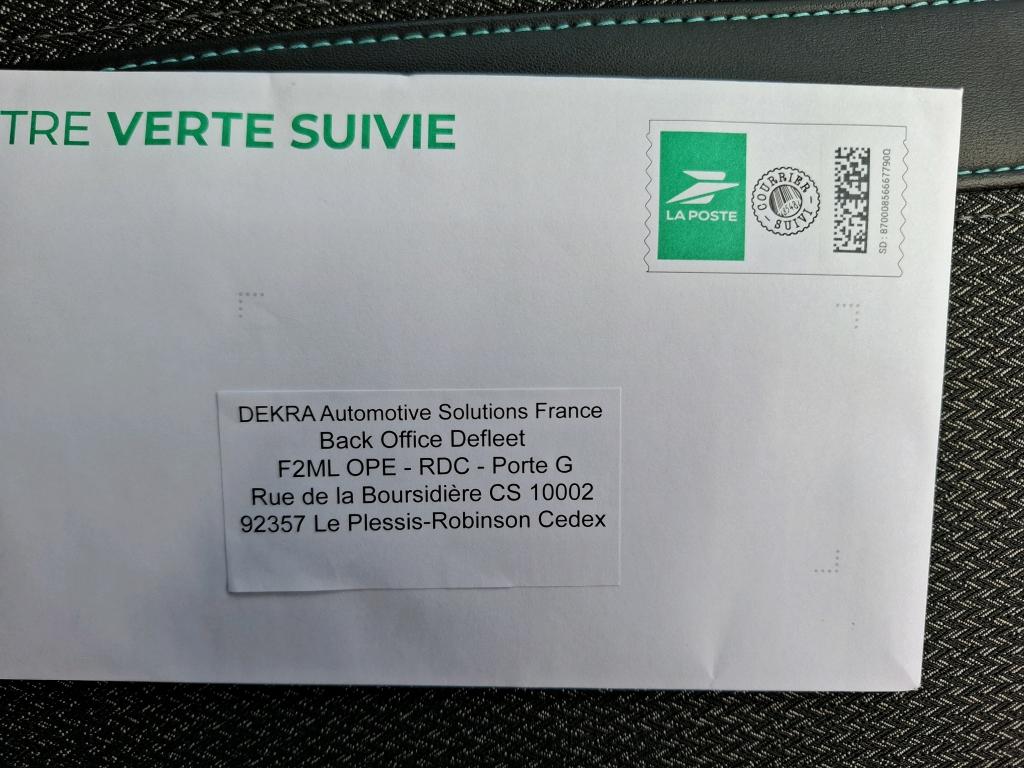 TRE VERTE SUIVIE
LA POSTE
COURRIER
SUIVI
SD : 87000856667790Q
DEKRA Automotive Solutions France
Back Office Defleet
F2ML OPE - RDC - Porte G
Rue de la Boursidière CS 10002
92357 Le Plessis-Robinson Cedex